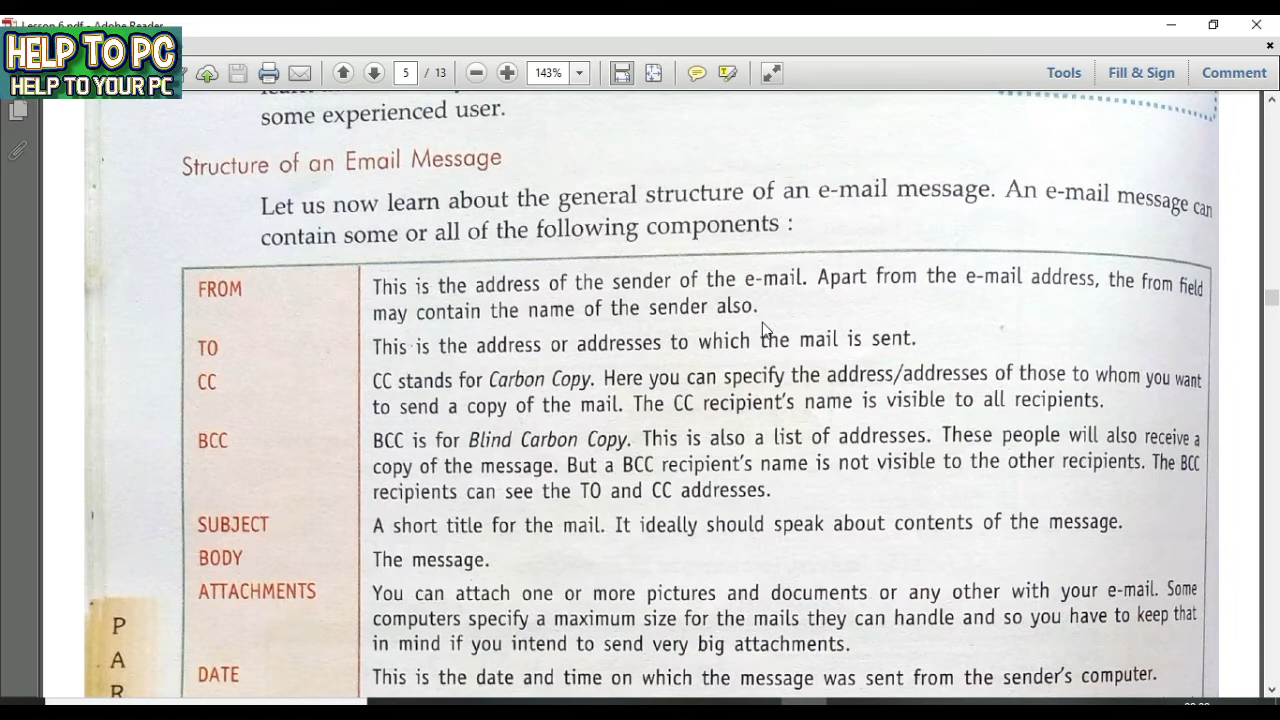 Lesson 6.pdf - Adobe Reader
HELP TO PC
HELP TO YOUR PC
5 / 13
143%
Tools
Fill & Sign
Comment
some experienced user.
Structure of an Email Message
Let us now learn about the general structure of an e-mail message. An e-mail message can
contain some or all of the following components :
FROM
This is the address of the sender of the e-mail. Apart from the e-mail address, the from field
may contain the name of the sender also.
TO
This is the address or addresses to which the mail is sent.
CC
CC stands for Carbon Copy. Here you can specify the address/addresses of those to whom you want
to send a copy of the mail. The CC recipient's name is visible to all recipients.
BCC
BCC is for Blind Carbon Copy. This is also a list of addresses. These people will also receive a
copy of the message. But a BCC recipient's name is not visible to the other recipients. The BCC
recipients can see the TO and CC addresses.
SUBJECT
A short title for the mail. It ideally should speak about contents of the message.
BODY
The message.
ATTACHMENTS
You can attach one or more pictures and documents or any other with your e-mail. Some
computers specify a maximum size for the mails they can handle and so you have to keep that
in mind if you intend to send very big attachments.
DATE
This is the date and time on which the message was sent from the sender's computer.
P
A
R